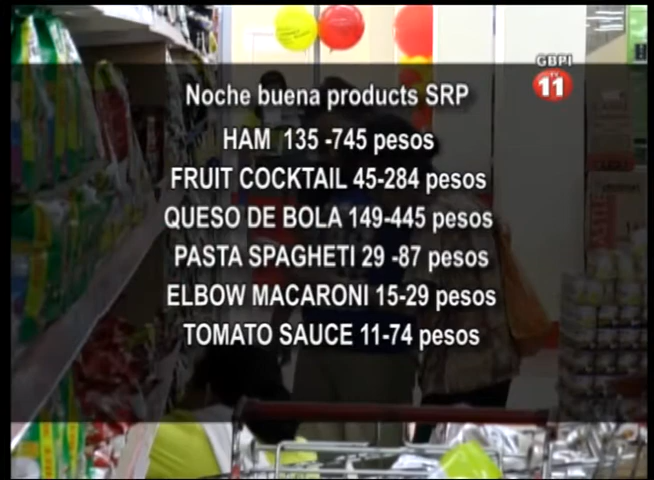 GBPI
TV
11
Noche buena products SRP
HAM 135 -745 pesos
FRUIT COCKTAIL 45-284 pesos
QUESO DE BOLA 149-445 pesos
PASTA SPAGHETI 29 -87 pesos
ELBOW MACARONI 15-29 pesos
TOMATO SAUCE 11-74 pesos